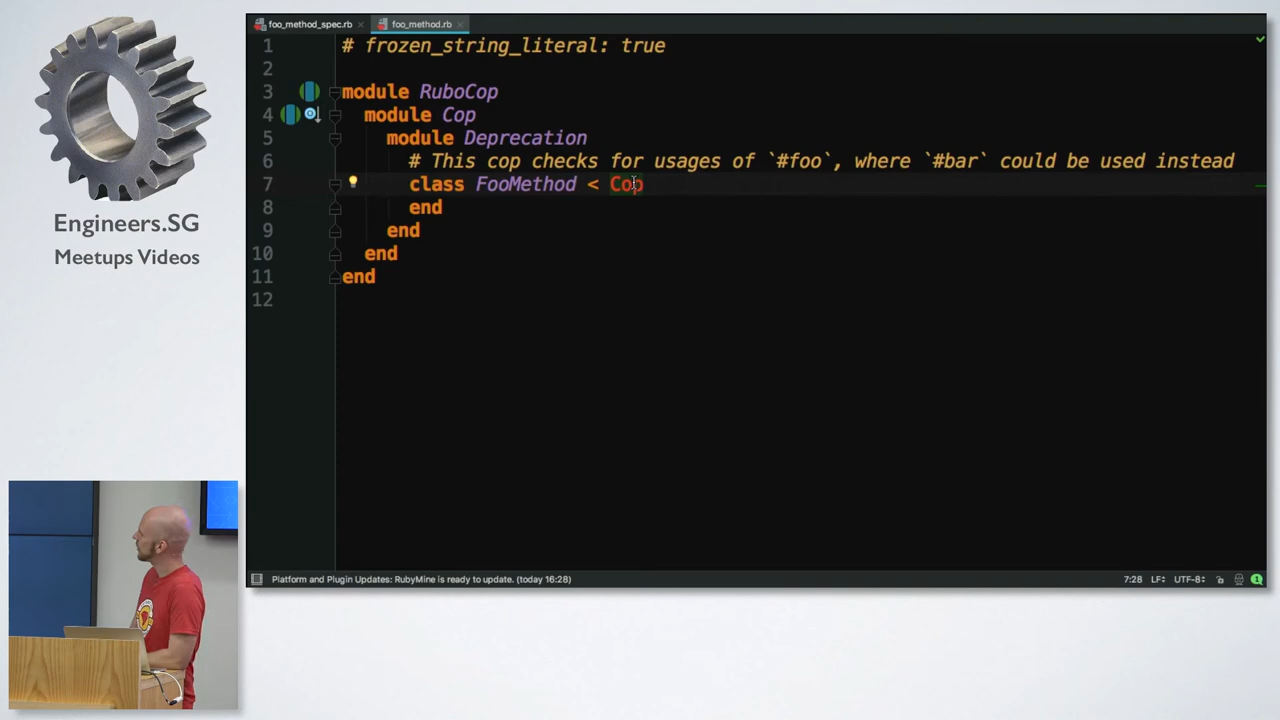 Engineers.SG
Meetups Videos
foo_method_spec.rb
foo_method.rb
1 # frozen_string_literal: true
2
3 module RuboCop
4 module Cop
5 module Deprecation
6 # This cop checks for usages of `#foo`, where `#bar` could be used instead
7 class FooMethod < Cop
8 end
9 end
10 end
11 end
12
Platform and Plugin Updates: RubyMine is ready to update. (today 16:28)
7:28 LF UTF-8 1